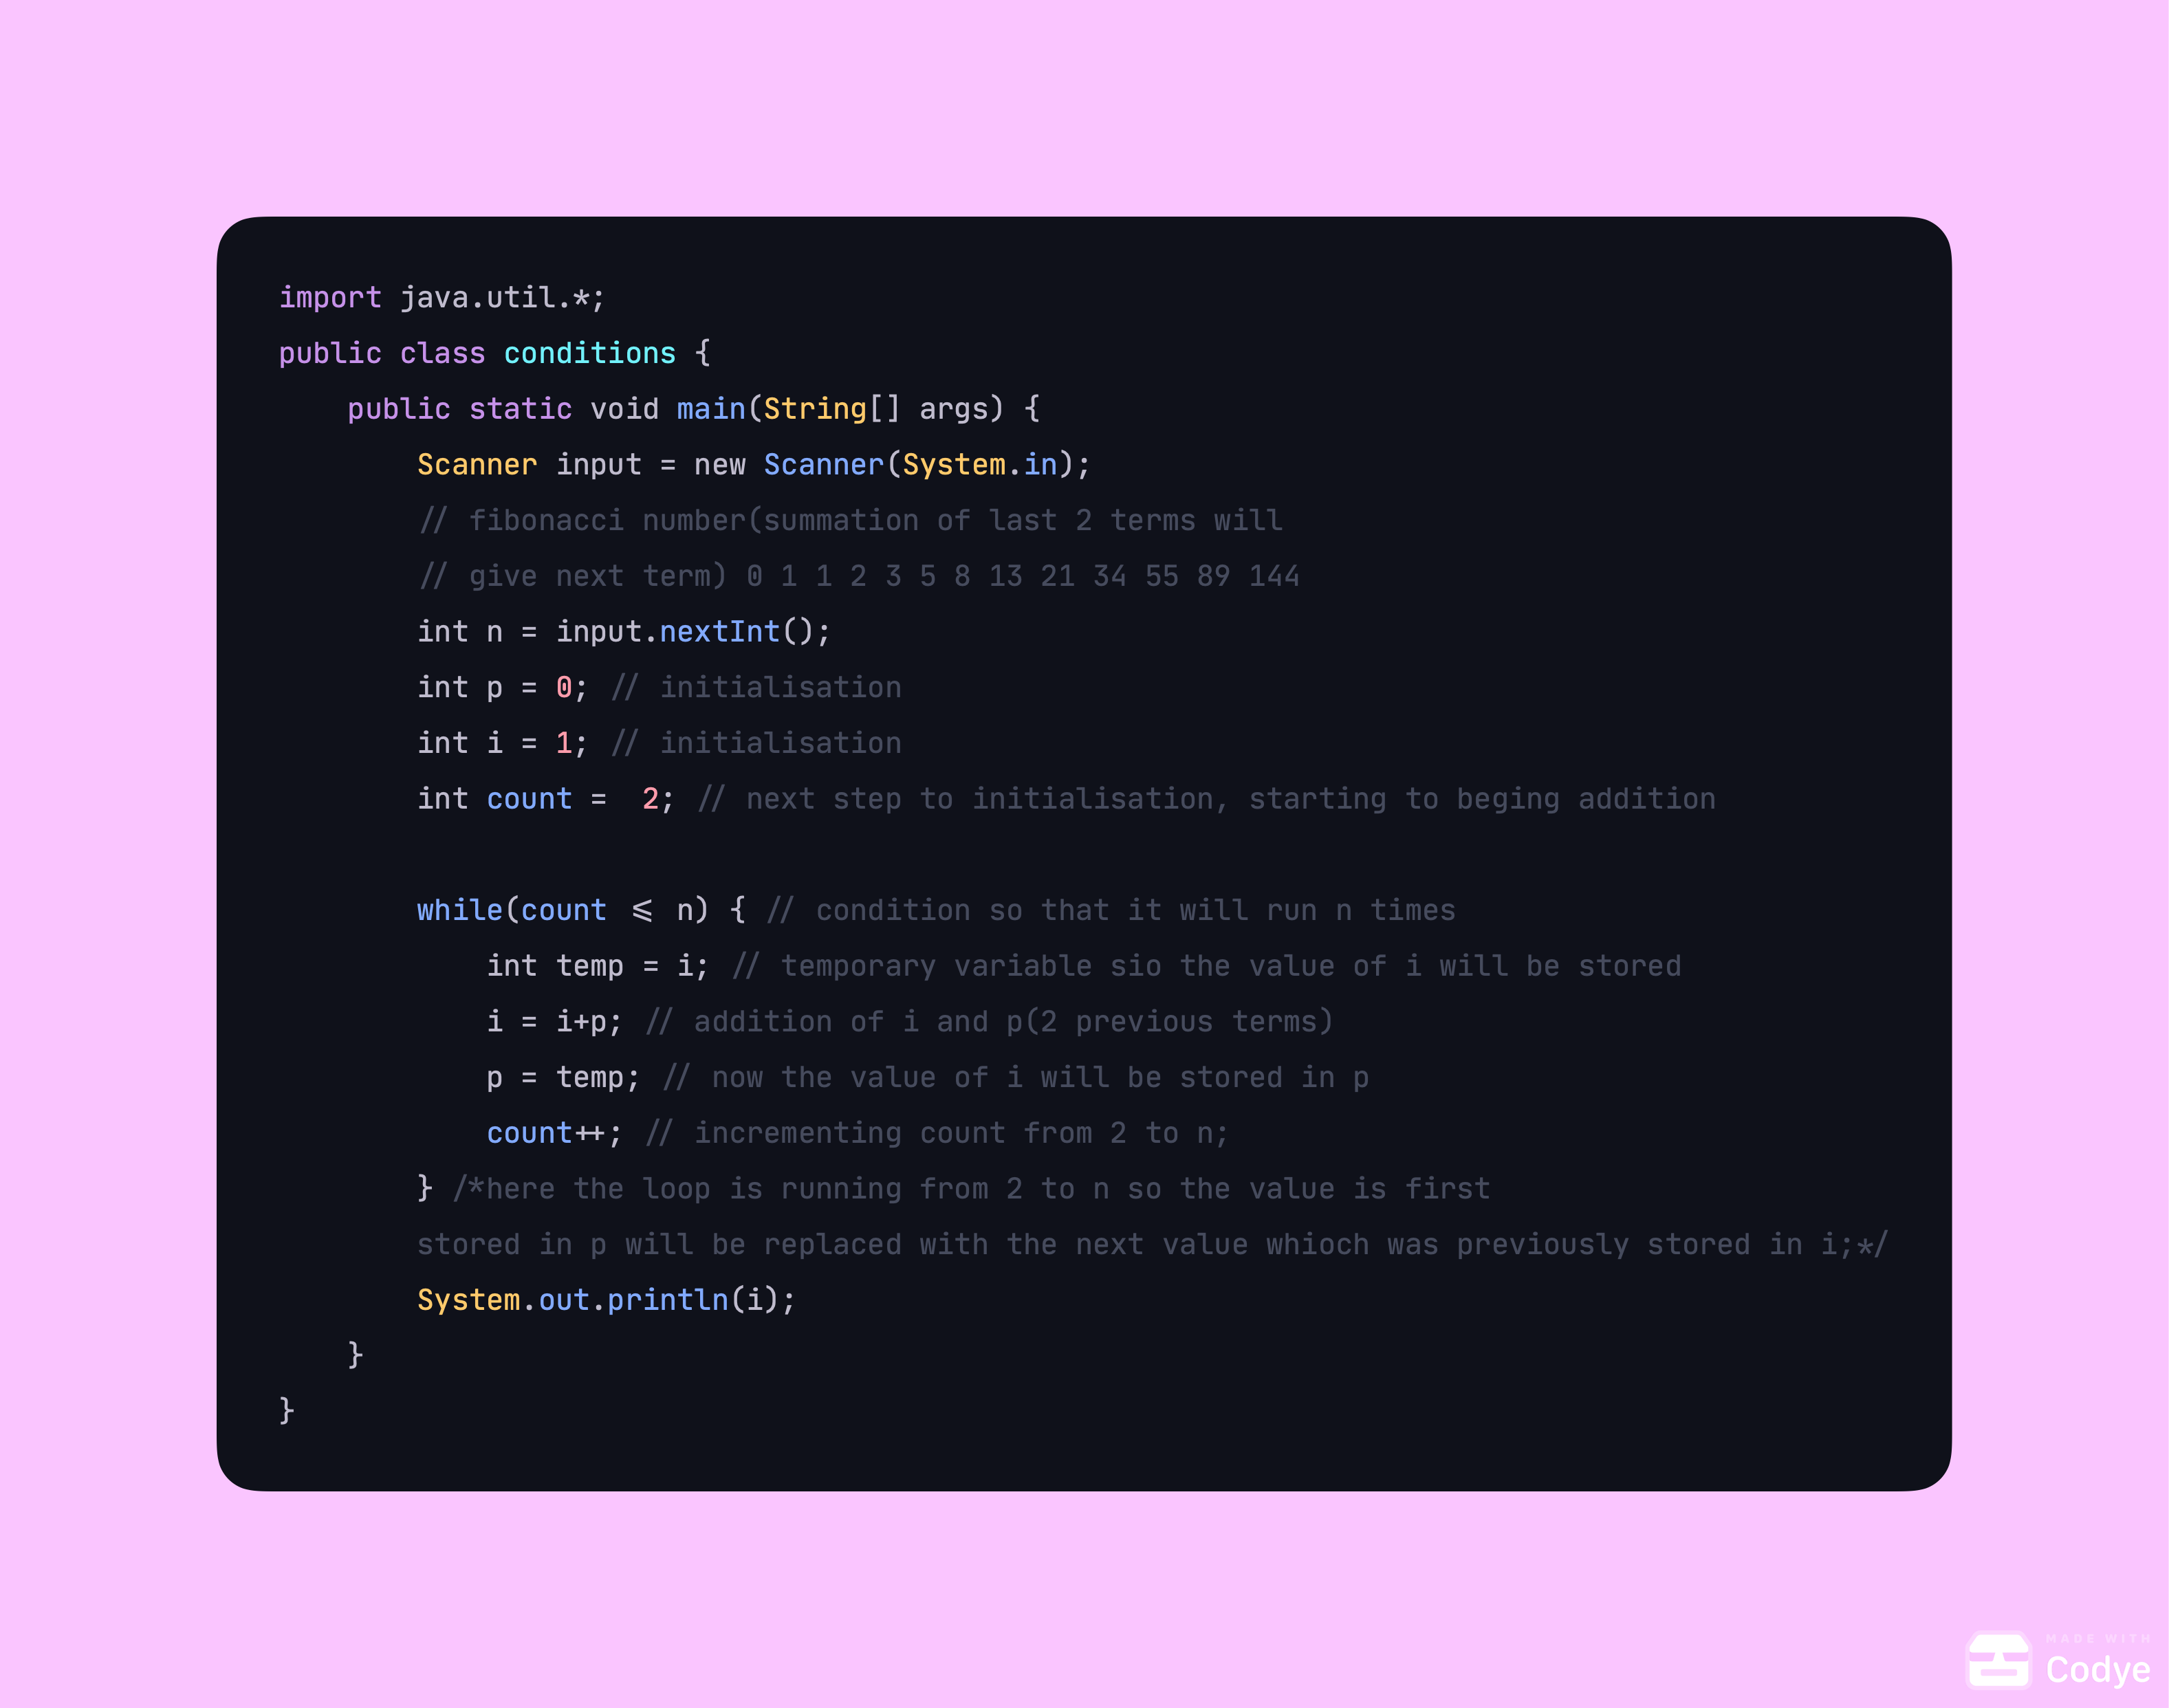 import java.util.*;
public class conditions {
public static void main(String[] args) {
Scanner input = new Scanner(System.in);
// fibonacci number(summation of last 2 terms will
// give next term) 0 1 1 2 3 5 8 13 21 34 55 89 144
int n = input.nextInt();
int p = 0; // initialisation
int i = 1; // initialisation
int count =  2; // next step to initialisation, starting to beging addition
while(count <= n) { // condition so that it will run n times
int temp = i; // temporary variable sio the value of i will be stored
i = i+p; // addition of i and p(2 previous terms)
p = temp; // now the value of i will be stored in p
count++; // incrementing count from 2 to n;
} /*here the loop is running from 2 to n so the value is first
stored in p will be replaced with the next value whioch was previously stored in i;*/
System.out.println(i);
}
}
MADE WITH
Codye